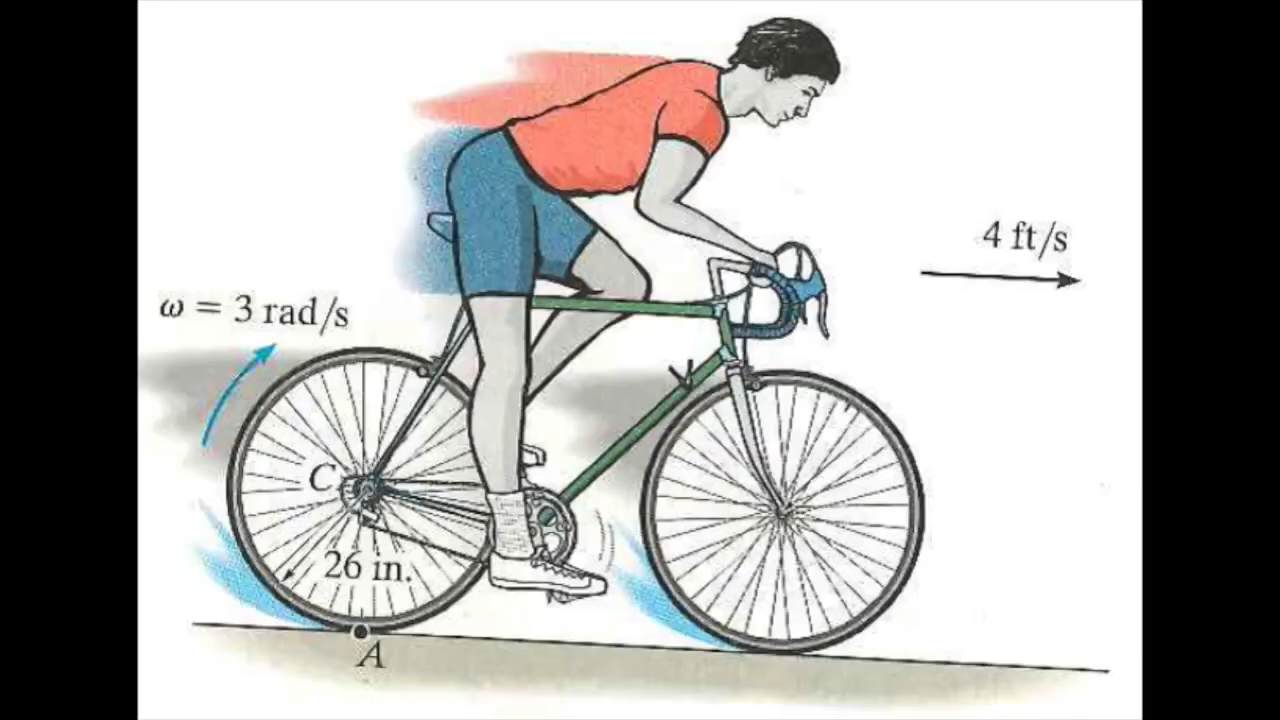 4 ft/s
ω = 3 rad/s
C
26 in.
A